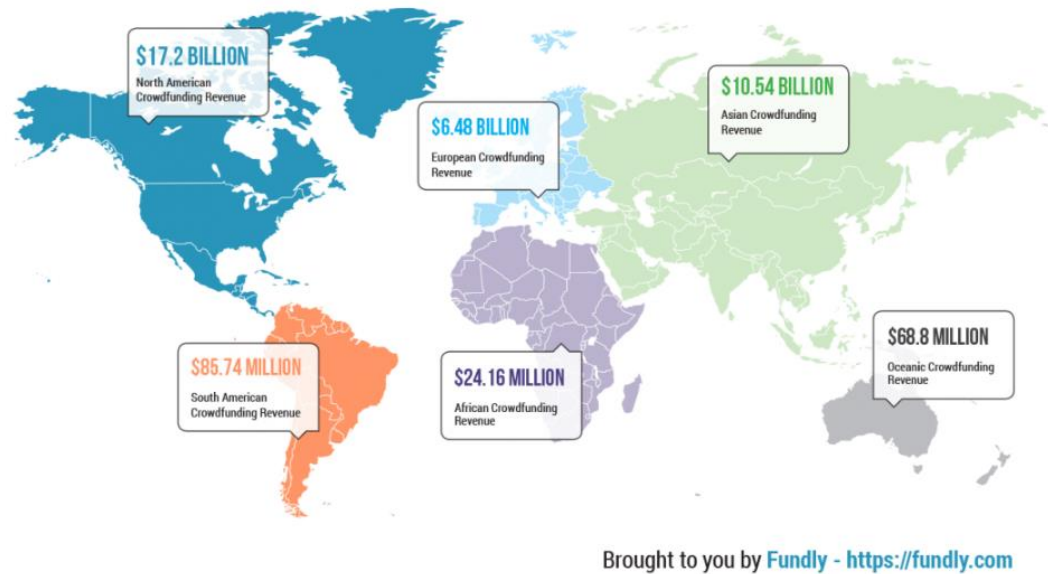 $17.2 BILLION
North American
Crowdfunding Revenue
$6.48 BILLION
European Crowdfunding
Revenue
$10.54 BILLION
Asian Crowdfunding
Revenue
$85.74 MILLION
South American
Crowdfunding Revenue
$24.16 MILLION
African Crowdfunding
Revenue
$68.8 MILLION
Oceanic Crowdfunding
Revenue
Brought to you by Fundly - https://fundly.com